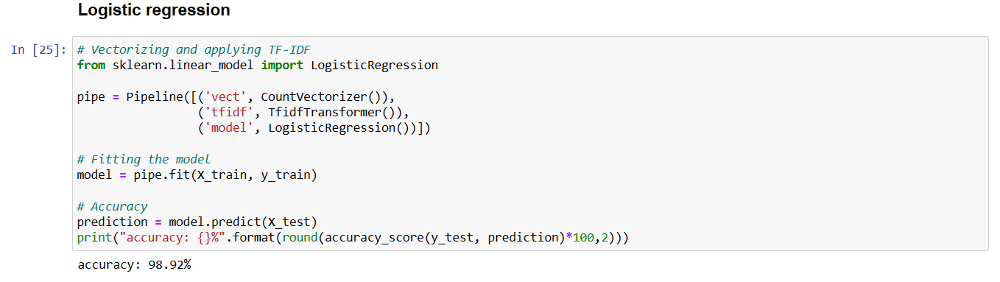 Logistic regression
In [25]:
# Vectorizing and applying TF-IDF
from sklearn.linear_model import LogisticRegression
pipe = Pipeline([('vect', CountVectorizer()),
('tfidf', TfidfTransformer()),
('model', LogisticRegression())])
# Fitting the model
model = pipe.fit(X_train, y_train)
# Accuracy
prediction = model.predict(X_test)
print("accuracy: {}%".format(round(accuracy_score(y_test, prediction)*100,2)))
accuracy: 98.92%